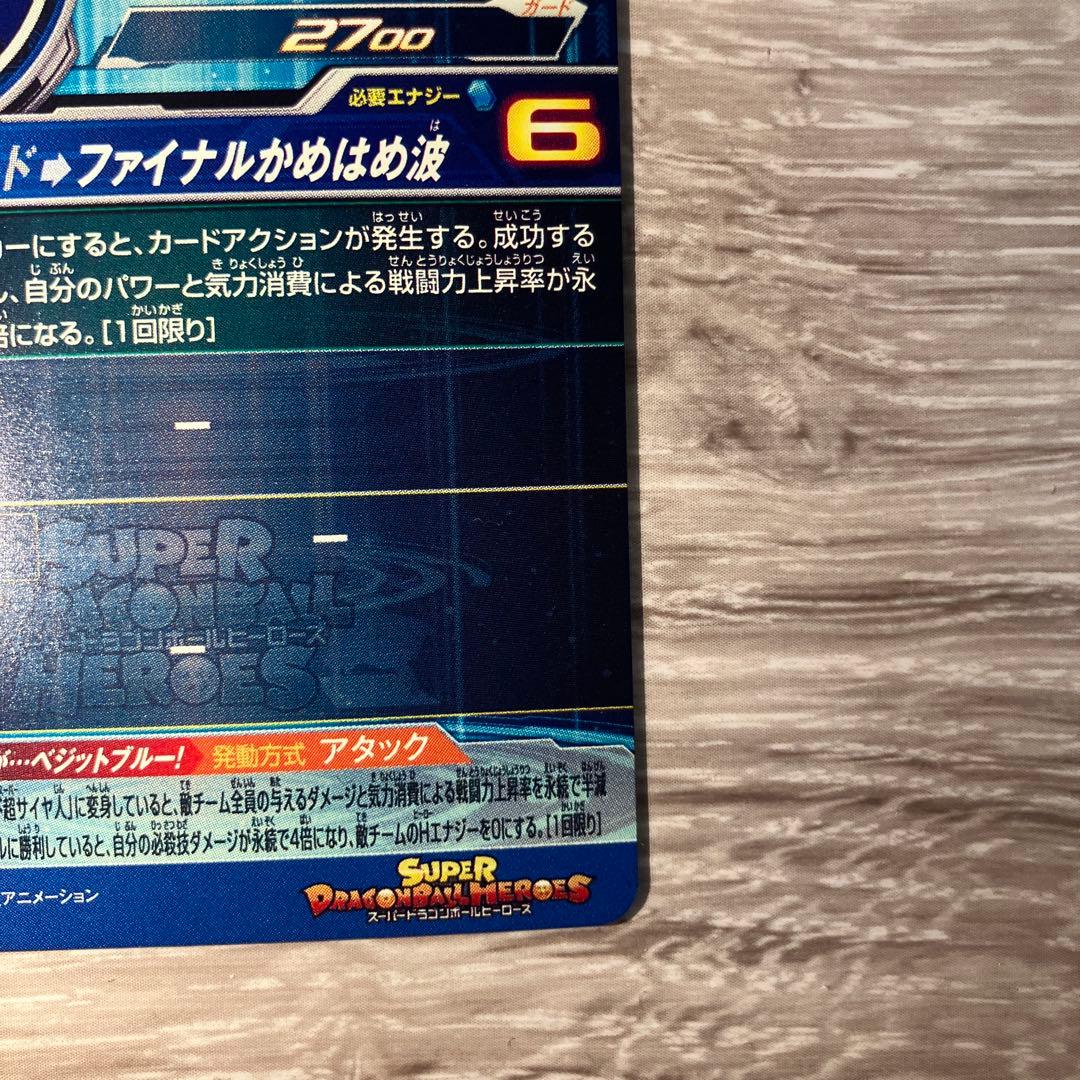 ガード
2700
必要エナジー 6
ド➡ファイナルかめはめ波
ーにすると、カードアクションが発生する。成功する
し、自分のパワーと気力消費による戦闘力上昇率が永
倍になる。[1回限り]
ー
ー
ー
SUPER
DRAGONBALL
ドラゴンボールヒーローズ
HEROES
が…ベジットブルー! 発動方式 アタック
超サイヤ人」に変身していると、敵チーム全員の与えるダメージと気力消費による戦闘力上昇率を永続で半減
ルに勝利していると、自分の必殺技ダメージが永続で4倍になり、敵チームのHエナジーを0にする。[1回限り]
アニメーション
SUPER
DRAGONBALL HEROES
スーパードラゴンボールヒーローズ